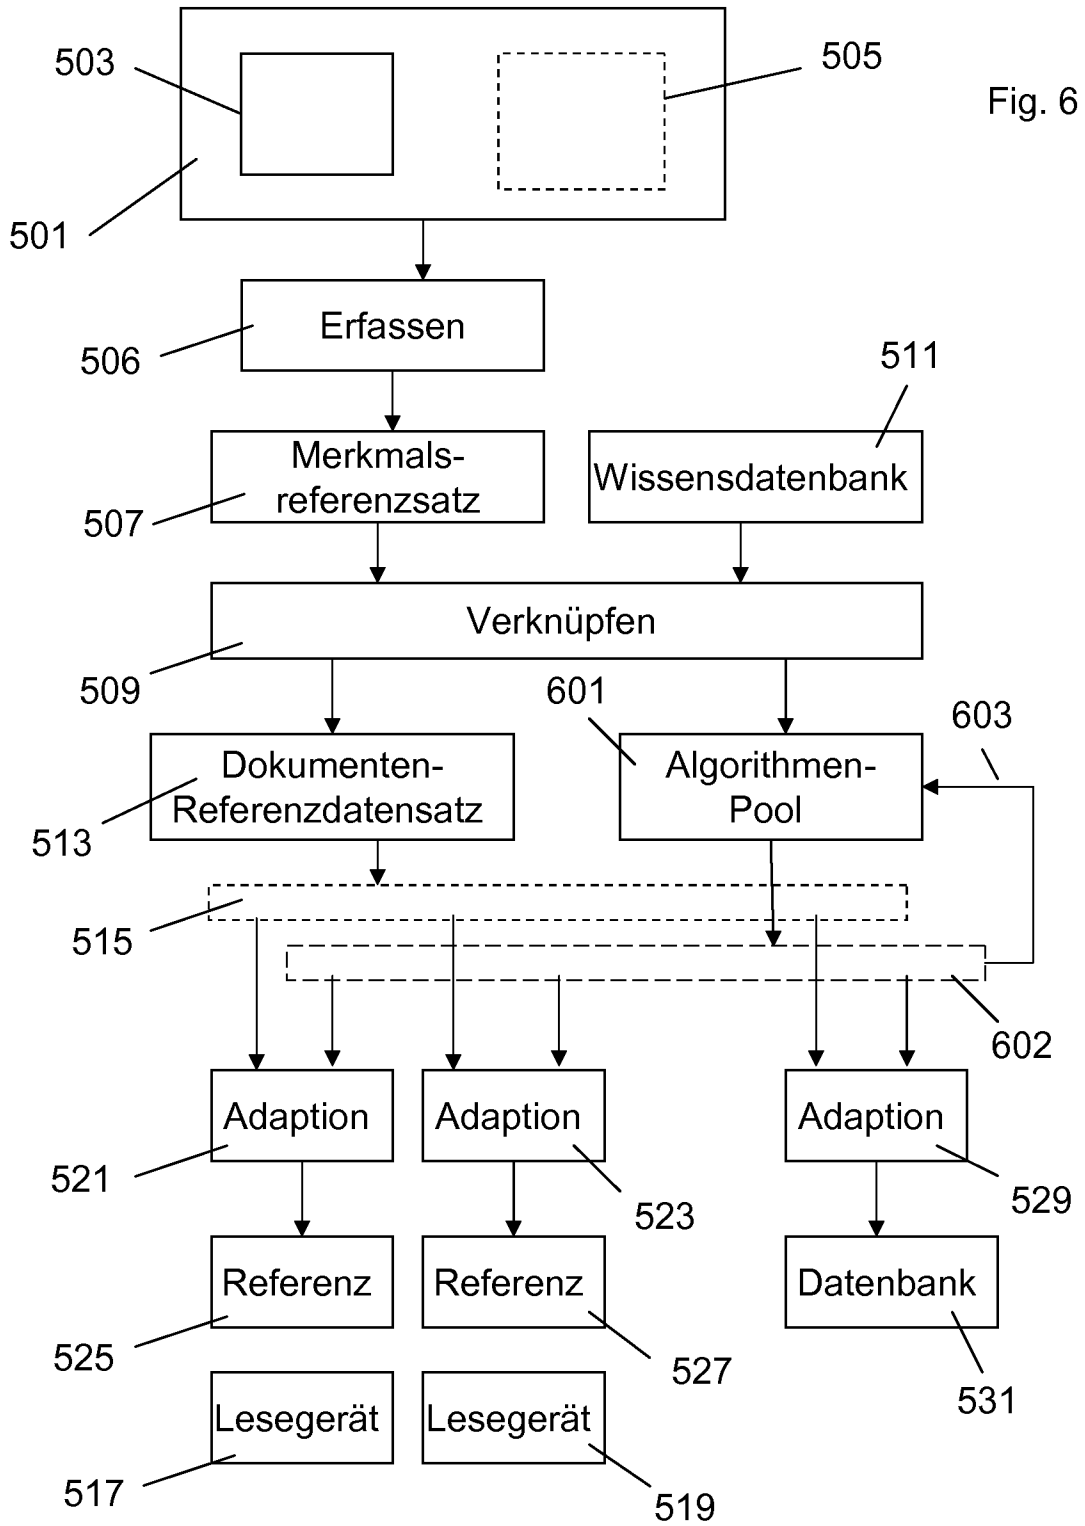 503
505
Fig. 6
501
Erfassen
506
511
Merkmals-
referenzsatz
Wissensdatenbank
507
Verknüpfen
509
601
603
Dokumenten-
Referenzdatensatz
Algorithmen-
Pool
513
515
602
Adaption
Adaption
Adaption
521
523
529
Referenz
Referenz
Datenbank
525
527
531
Lesegerät
Lesegerät
517
519